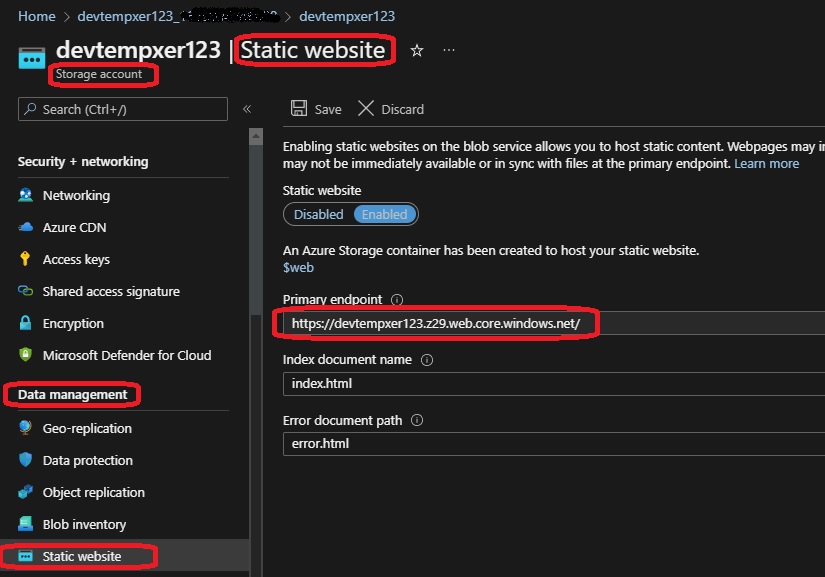 Home > devtempxer123_ > devtempxer123
devtempxer123 | Static website ☆ ...
Storage account
Search (Ctrl+/) «
Save Discard
Security + networking
Networking
Azure CDN
Access keys
Shared access signature
Encryption
Microsoft Defender for Cloud
Data management
Geo-replication
Data protection
Object replication
Blob inventory
Static website
Enabling static websites on the blob service allows you to host static content. Webpages may in
may not be immediately available or in sync with files at the primary endpoint. Learn more
Static website
Disabled Enabled
An Azure Storage container has been created to host your static website.
$web
Primary endpoint
https://devtempxer123.z29.web.core.windows.net/
Index document name
index.html
Error document path
error.html